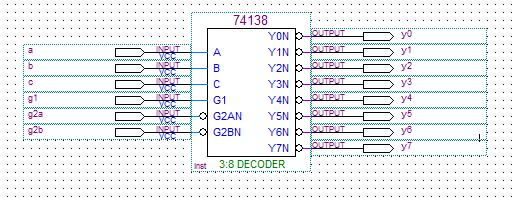 74138
a INPUT VCC A Y0N OUTPUT y0
b INPUT VCC B Y1N OUTPUT y1
c INPUT VCC C Y2N OUTPUT y2
g1 INPUT VCC G1 Y3N OUTPUT y3
g2a INPUT VCC G2AN Y4N OUTPUT y4
g2b INPUT VCC G2BN Y5N OUTPUT y5
Y6N OUTPUT y6
Y7N OUTPUT y7
inst 3:8 DECODER